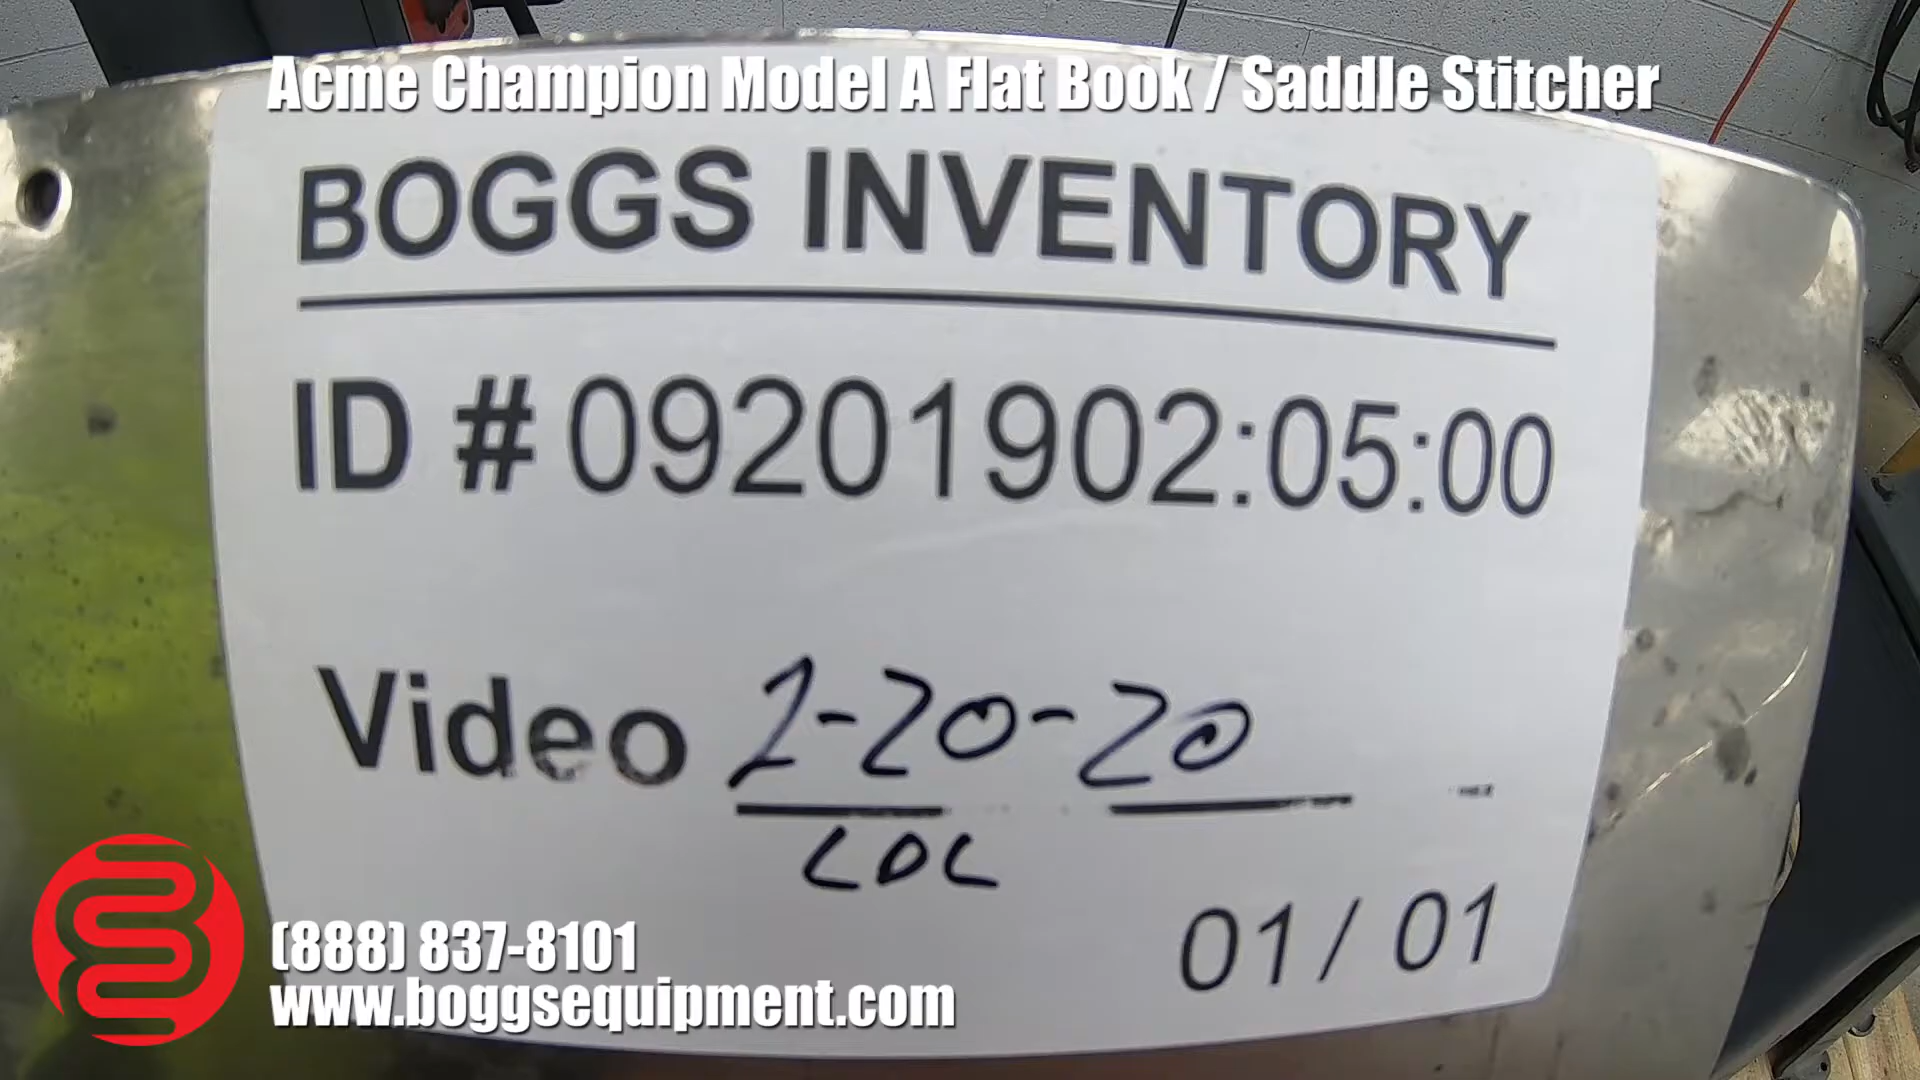 Acme Champion Model A Flat Book / Saddle Stitcher
BOGGS INVENTORY
ID # 09201902:05:00
Video 2-20-20
LDL
01 / 01
(888) 837-8101
www.boggsequipment.com